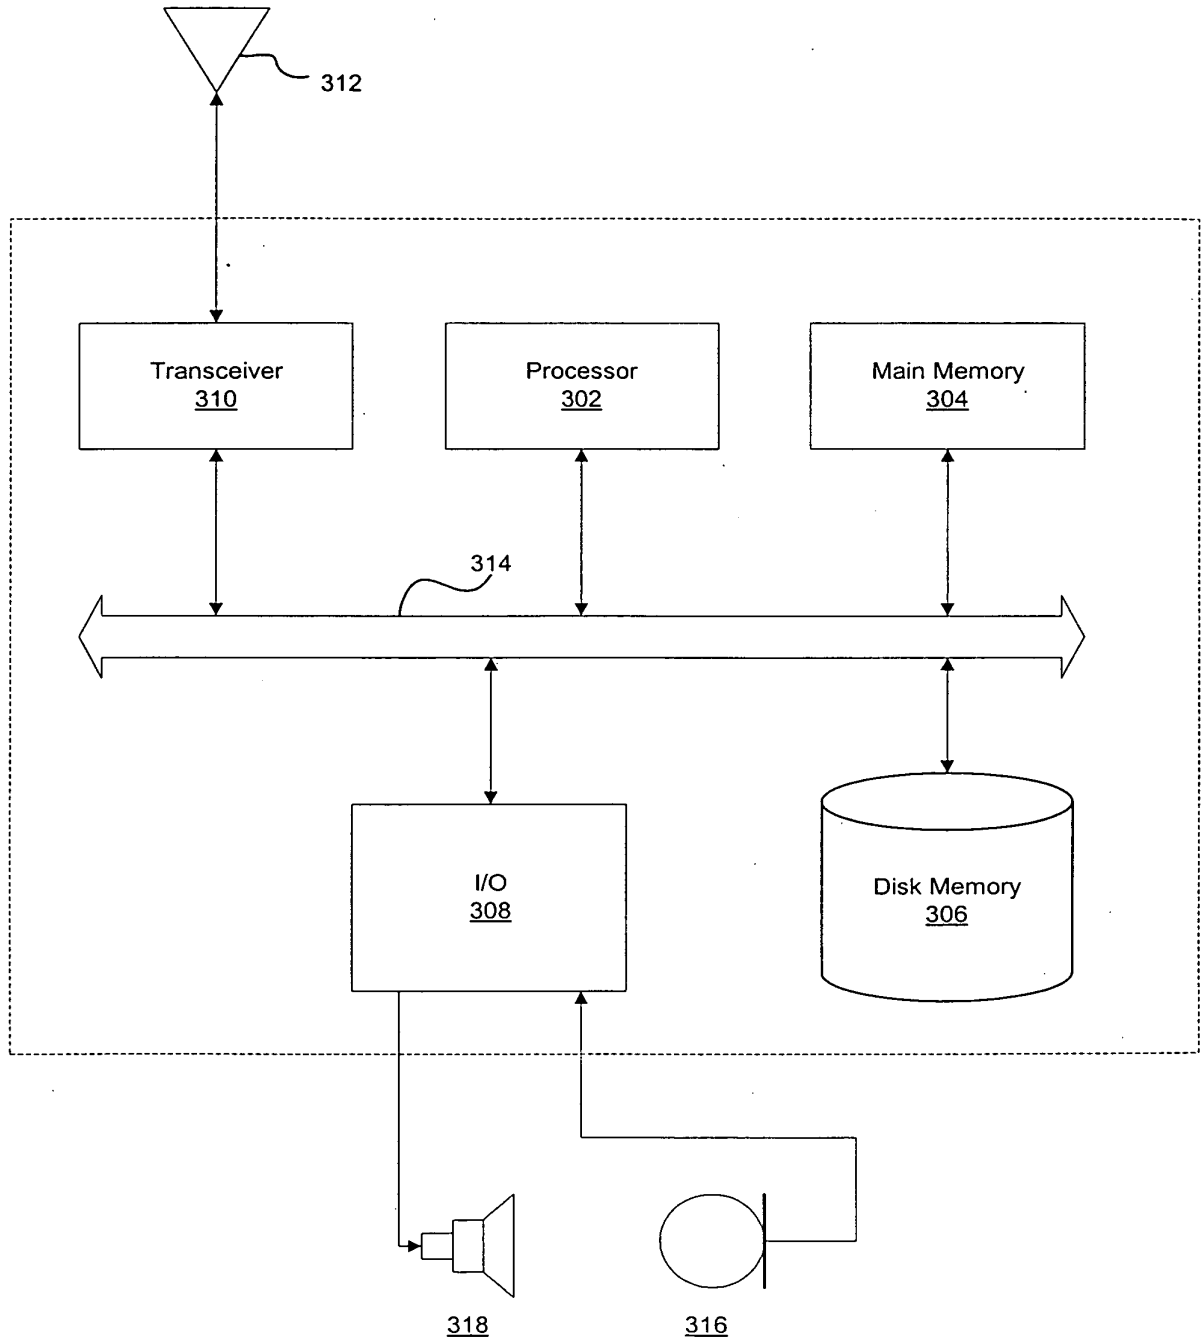 312
Transceiver
310
Processor
302
Main Memory
304
314
I/O
308
Disk Memory
306
318
316